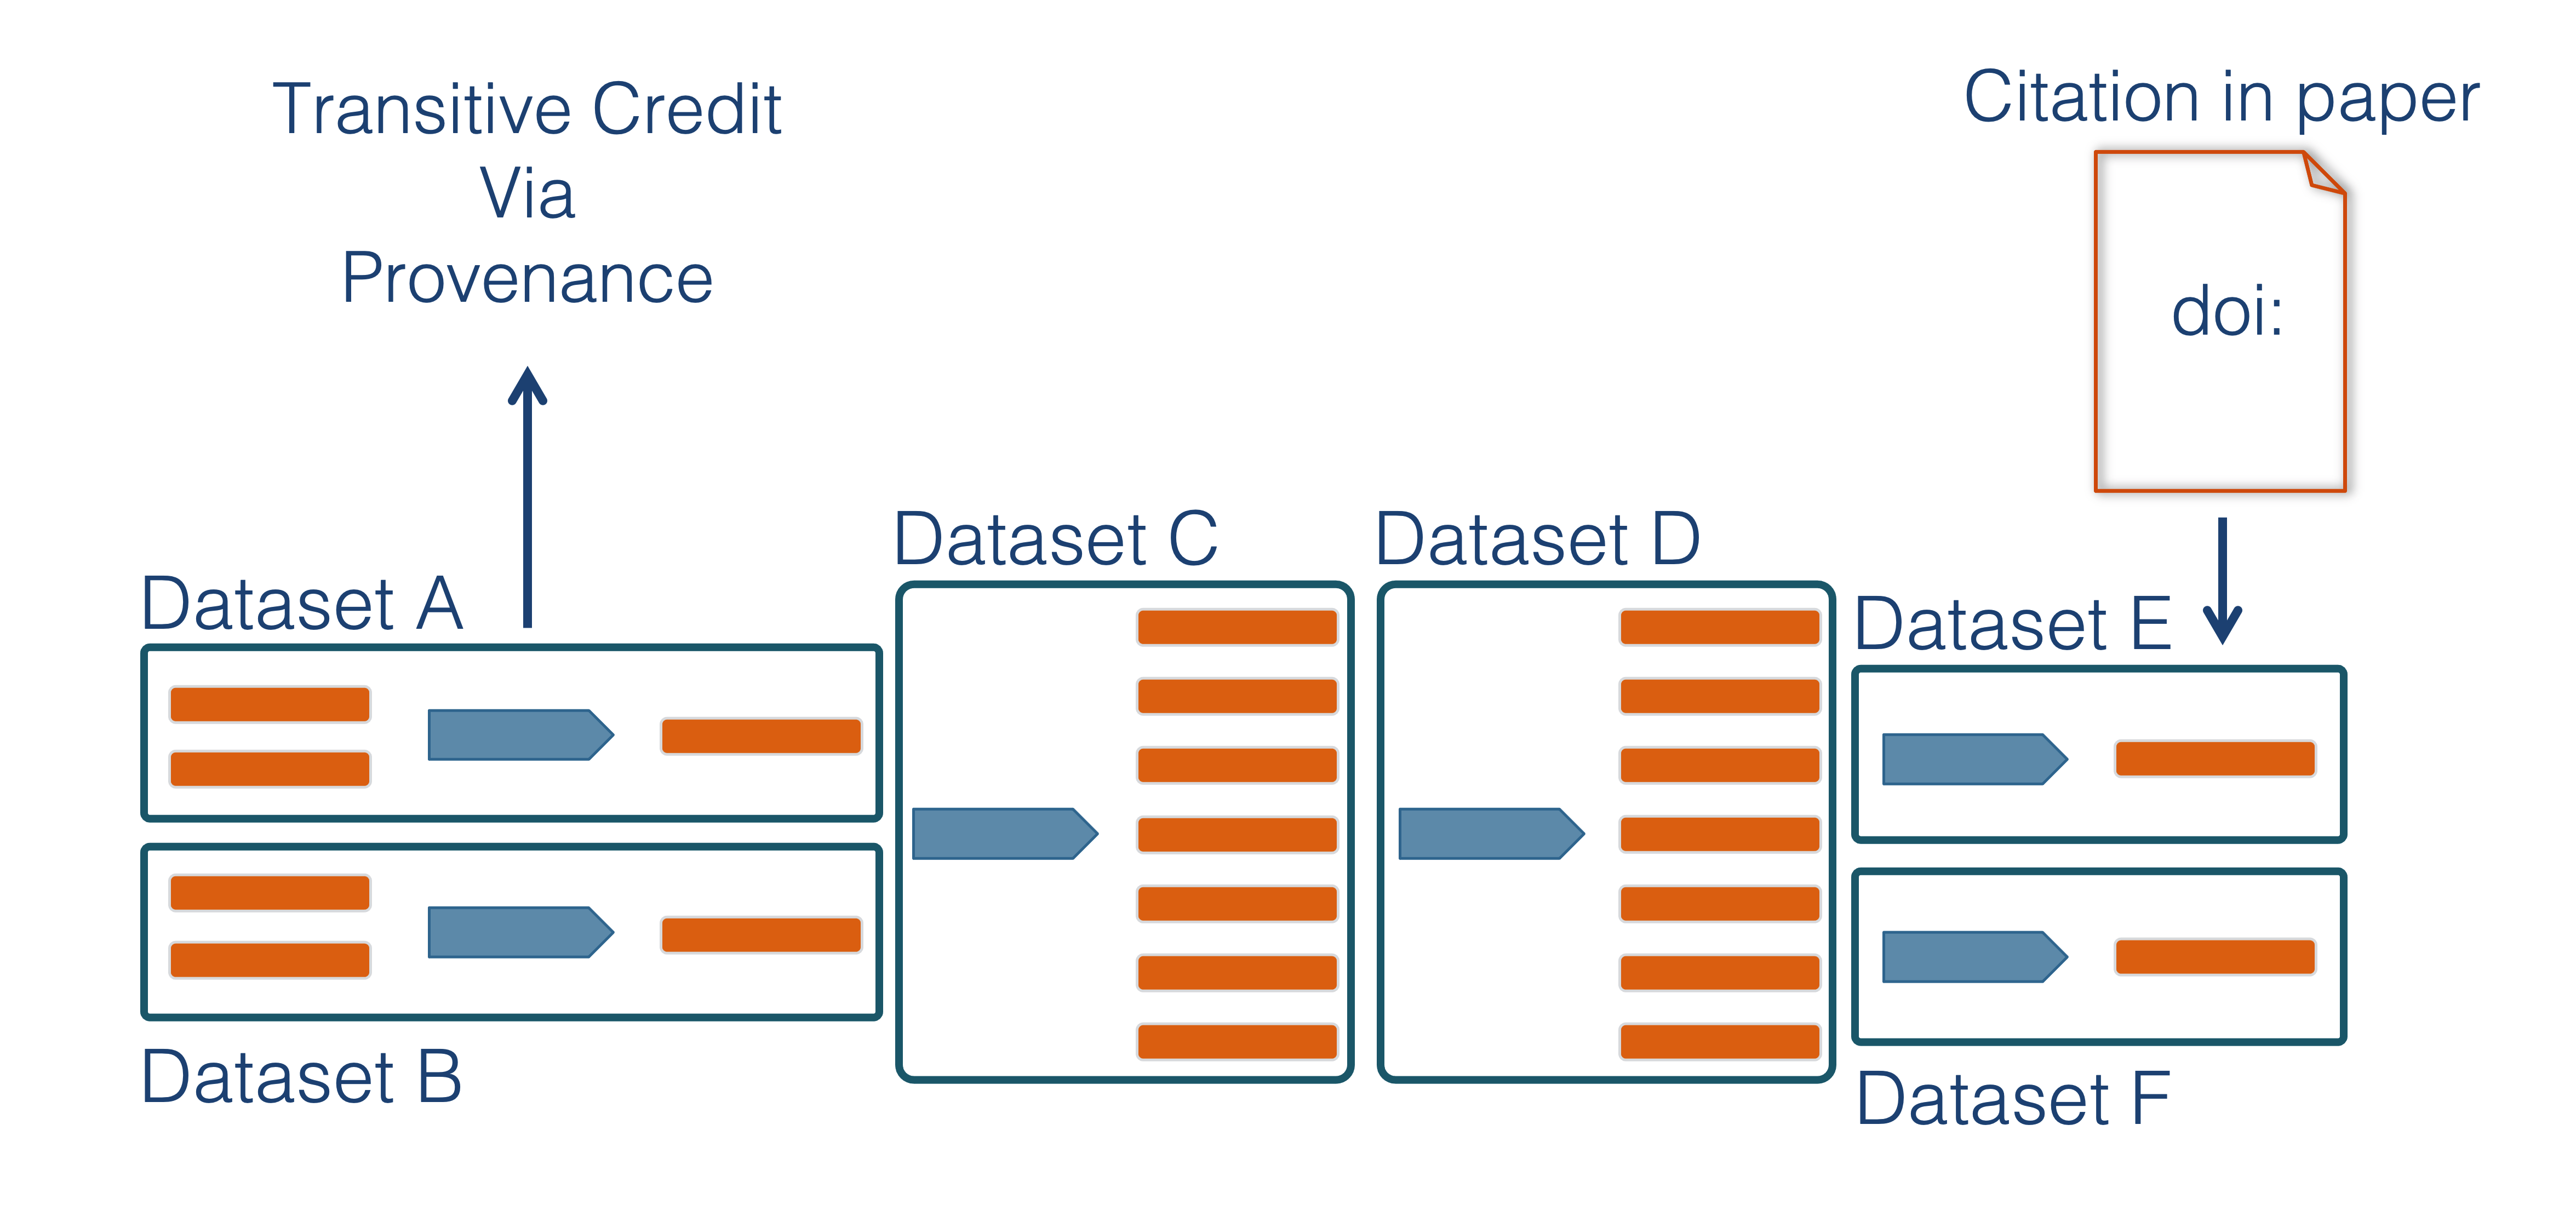 Transitive Credit
Via
Provenance
Citation in paper
doi:
Dataset A
Dataset B
Dataset C
Dataset D
Dataset E
Dataset F